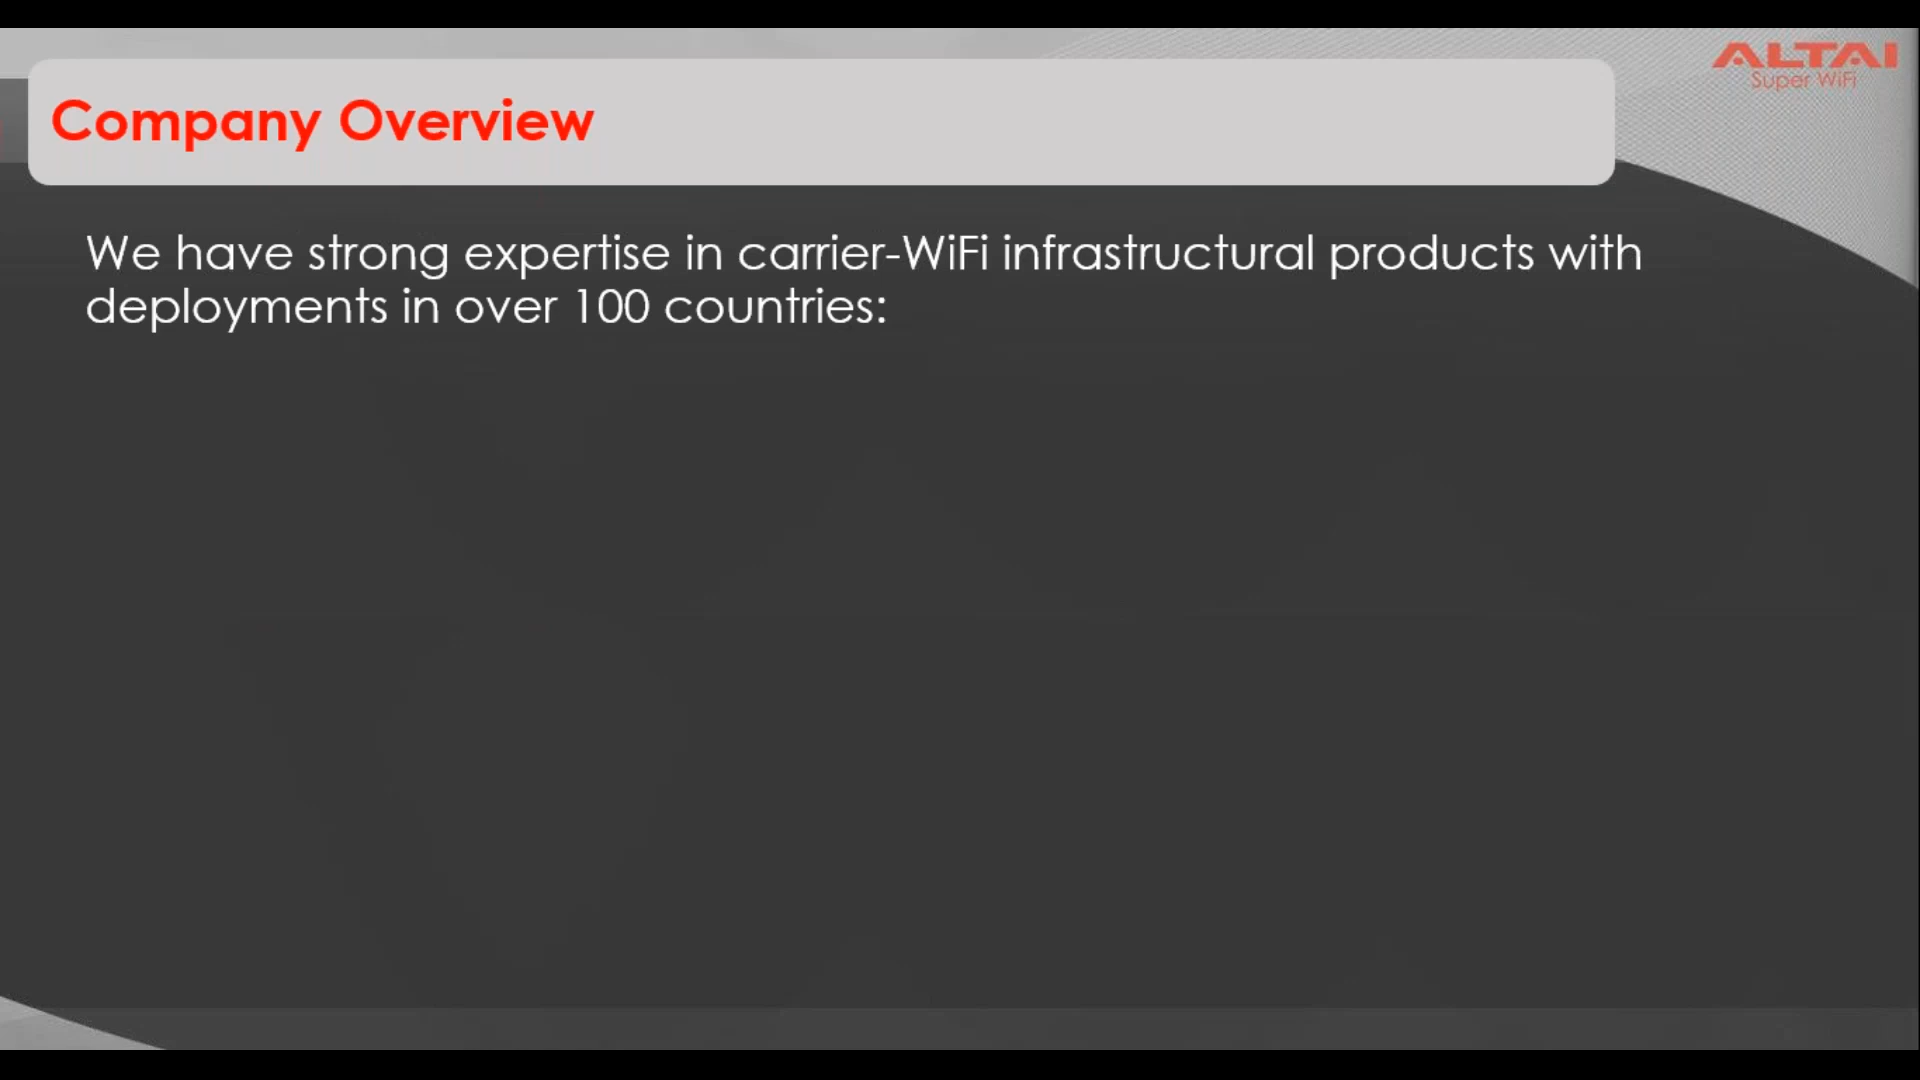 ALTAI
Super WiFi
Company Overview
We have strong expertise in carrier-WiFi infrastructural products with
deployments in over 100 countries: